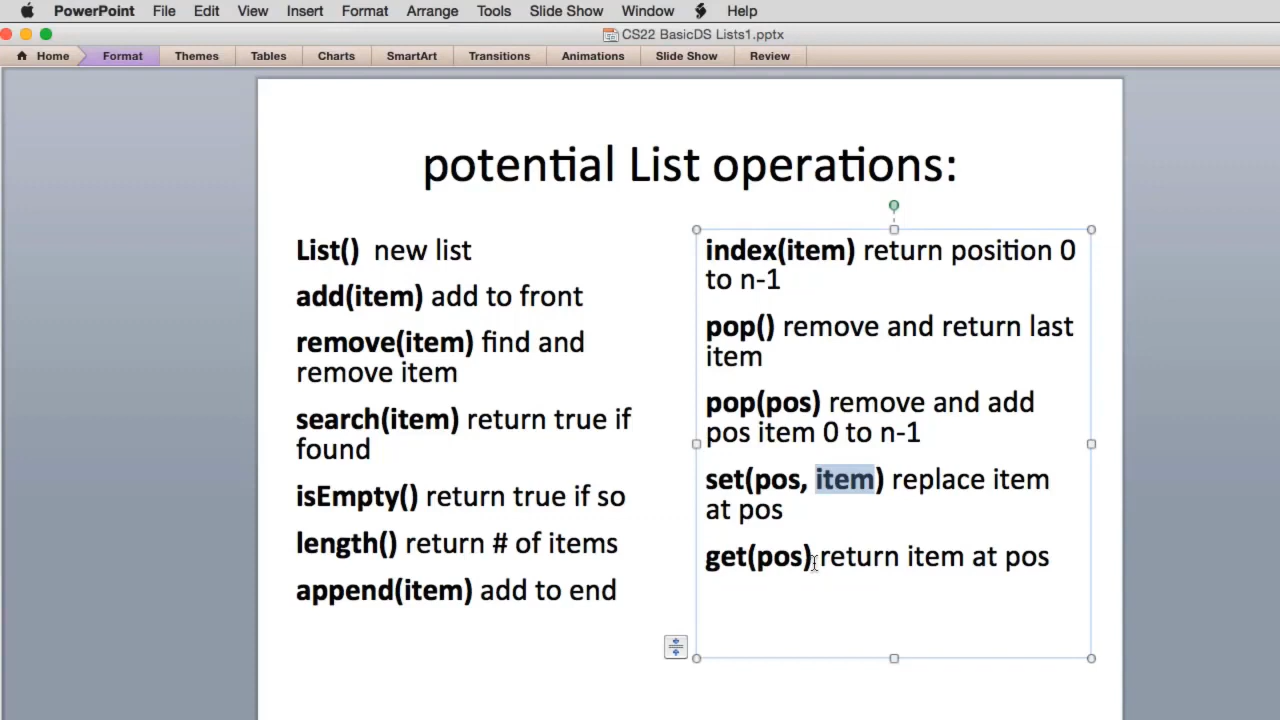 PowerPoint File Edit View Insert Format Arrange Tools Slide Show Window Help
CS22 BasicDS Lists1.pptx
Home Format Themes Tables Charts SmartArt Transitions Animations Slide Show Review
potential List operations:
List() new list
add(item) add to front
remove(item) find and
remove item
search(item) return true if
found
isEmpty() return true if so
length() return # of items
append(item) add to end
index(item) return position 0
to n-1
pop() remove and return last
item
pop(pos) remove and add
pos item 0 to n-1
set(pos, item) replace item
at pos
get(pos) return item at pos